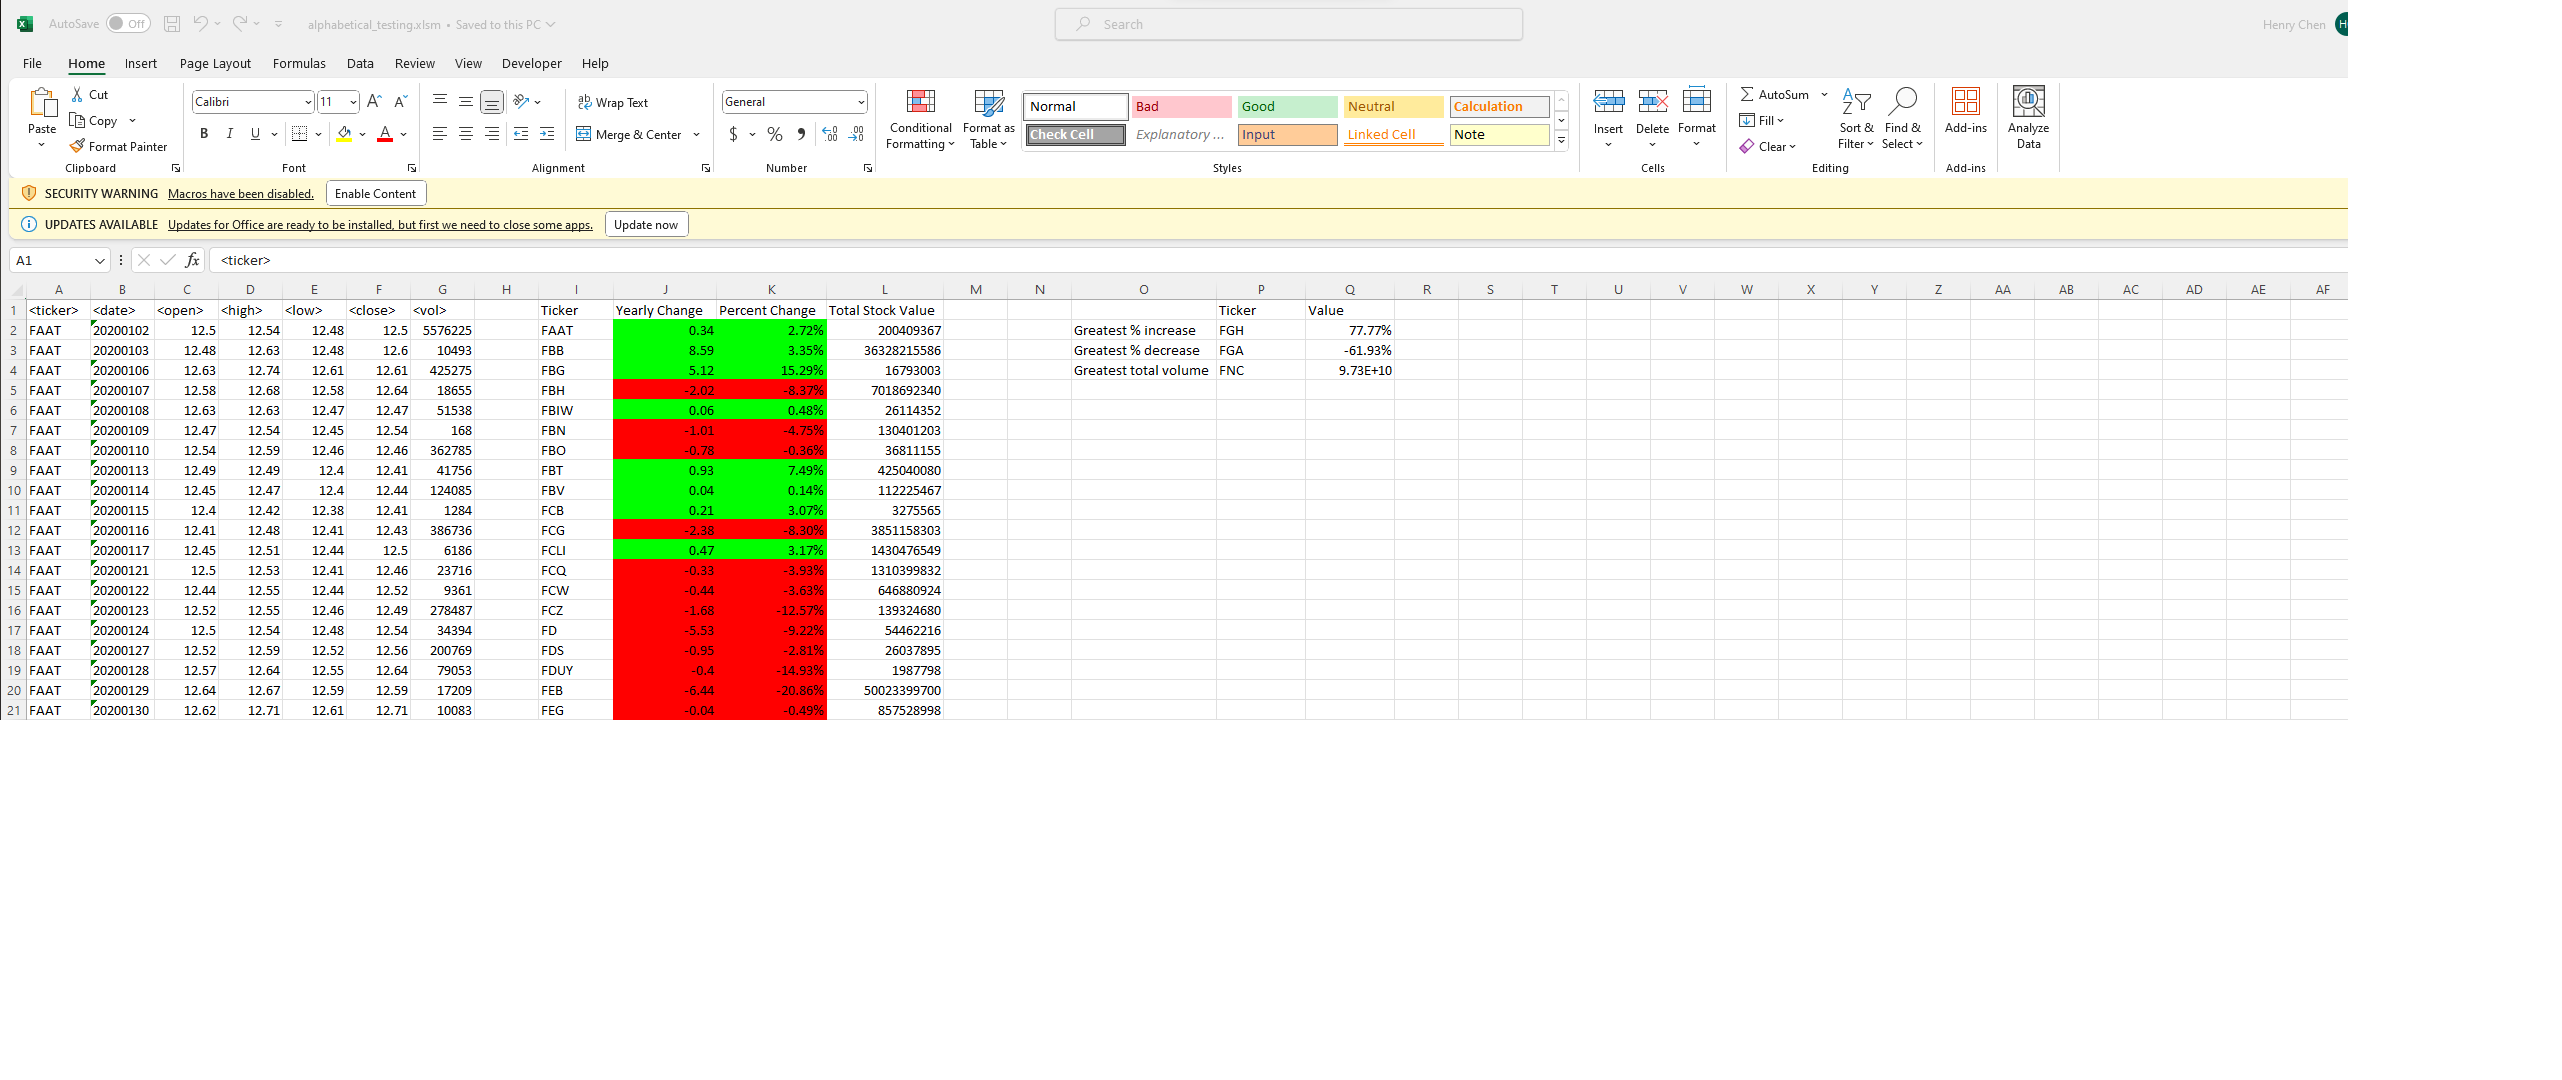 AutoSave Off alphabetical_testing.xlsm • Saved to this PC Search Henry Chen
File Home Insert Page Layout Formulas Data Review View Developer Help
Paste Cut Copy Format Painter Clipboard
Calibri 11 A A B I U A Font
ab Wrap Text Merge & Center Alignment
General $ % Number
Conditional Formatting Format as Table
Normal Bad Good Neutral Calculation
Check Cell Explanatory ... Input Linked Cell Note
Styles
Insert Delete Format Cells
AutoSum Fill Clear Sort & Filter Find & Select Editing
Add-ins Add-ins
Analyze Data
SECURITY WARNING Macros have been disabled. Enable Content
UPDATES AVAILABLE Updates for Office are ready to be installed, but first we need to close some apps. Update now
A1 fx <ticker>
A B C D E F G H I J K L M N O P Q R S T U V W X Y Z AA AB AC AD AE AF
1 <ticker> <date> <open> <high> <low> <close> <vol> Ticker Yearly Change Percent Change Total Stock Value Ticker Value
2 FAAT 20200102 12.5 12.54 12.48 12.5 5576225 FAAT 0.34 2.72% 200409367 Greatest % increase FGH 77.77%
3 FAAT 20200103 12.48 12.63 12.48 12.6 10493 FBB 8.59 3.35% 36328215586 Greatest % decrease FGA -61.93%
4 FAAT 20200106 12.63 12.74 12.61 12.61 425275 FBG 5.12 15.29% 16793003 Greatest total volume FNC 9.73E+10
5 FAAT 20200107 12.58 12.68 12.58 12.64 18655 FBH -2.02 -8.37% 7018692340
6 FAAT 20200108 12.63 12.63 12.47 12.47 51538 FBIW 0.06 0.48% 26114352
7 FAAT 20200109 12.47 12.54 12.45 12.54 168 FBN -1.01 -4.75% 130401203
8 FAAT 20200110 12.54 12.59 12.46 12.46 362785 FBO -0.78 -0.36% 36811155
9 FAAT 20200113 12.49 12.49 12.4 12.41 41756 FBT 0.93 7.49% 425040080
10 FAAT 20200114 12.45 12.47 12.4 12.44 124085 FBV 0.04 0.14% 112225467
11 FAAT 20200115 12.4 12.42 12.38 12.41 1284 FCB 0.21 3.07% 3275565
12 FAAT 20200116 12.41 12.48 12.41 12.43 386736 FCG -2.38 -8.30% 3851158303
13 FAAT 20200117 12.45 12.51 12.44 12.5 6186 FCLI 0.47 3.17% 1430476549
14 FAAT 20200121 12.5 12.53 12.41 12.46 23716 FCQ -0.33 -3.93% 1310399832
15 FAAT 20200122 12.44 12.55 12.44 12.52 9361 FCW -0.44 -3.63% 646880924
16 FAAT 20200123 12.52 12.55 12.46 12.49 278487 FCZ -1.68 -12.57% 139324680
17 FAAT 20200124 12.5 12.54 12.48 12.54 34394 FD -5.53 -9.22% 54462216
18 FAAT 20200127 12.52 12.59 12.52 12.56 200769 FDS -0.95 -2.81% 26037895
19 FAAT 20200128 12.57 12.64 12.55 12.64 79053 FDUY -0.4 -14.93% 1987798
20 FAAT 20200129 12.64 12.67 12.59 12.59 17209 FEB -6.44 -20.86% 50023399700
21 FAAT 20200130 12.62 12.71 12.61 12.71 10083 FEG -0.04 -0.49% 857528998